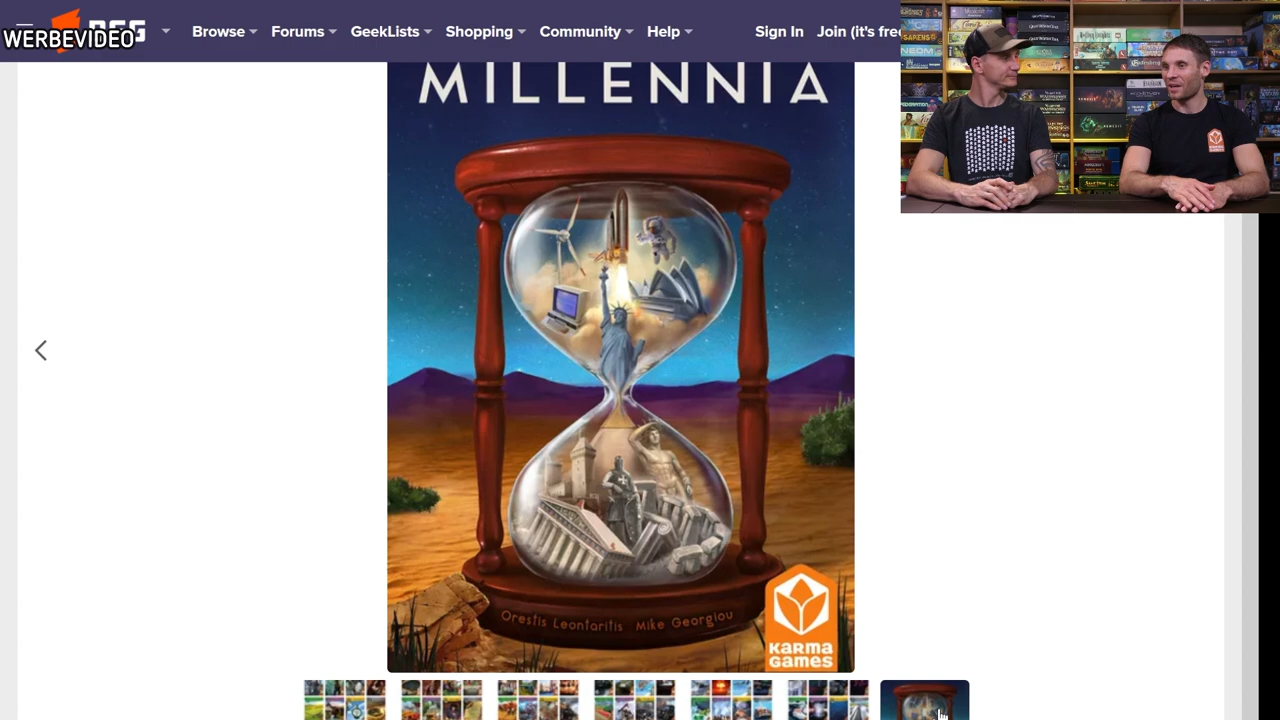 WERBEVIDEO
Browse Forums GeekLists Shopping Community Help Sign In Join (it's fre
MILLENNIA
Orestis Leontaritis Mike Georgiou
KARMA
GAMES